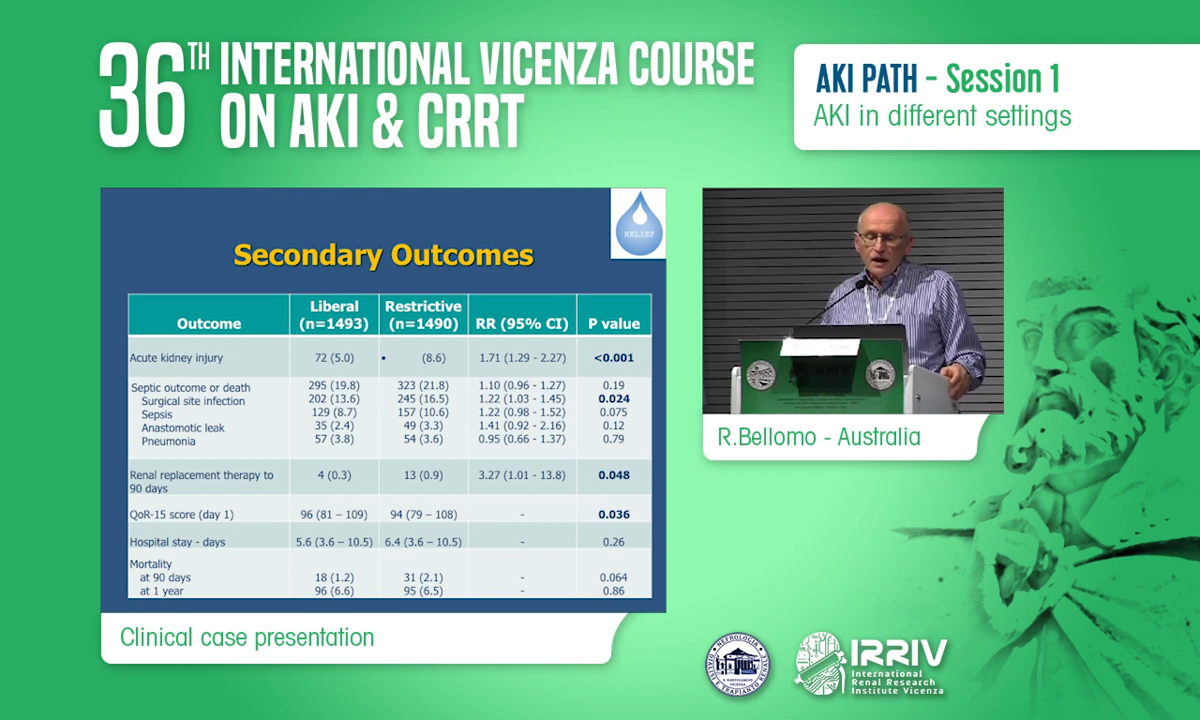 36TH INTERNATIONAL VICENZA COURSE
ON AKI & CRRT
AKI PATH - Session 1
AKI in different settings
RELIEF
Secondary Outcomes
Outcome Liberal (n=1493) Restrictive (n=1490) RR (95% CI) P value
Acute kidney injury 72 (5.0) • (8.6) 1.71 (1.29 - 2.27) <0.001
Septic outcome or death 295 (19.8) 323 (21.8) 1.10 (0.96 - 1.27) 0.19
Surgical site infection 202 (13.6) 245 (16.5) 1.22 (1.03 - 1.45) 0.024
Sepsis 129 (8.7) 157 (10.6) 1.22 (0.98 - 1.52) 0.075
Anastomotic leak 35 (2.4) 49 (3.3) 1.41 (0.92 - 2.16) 0.12
Pneumonia 57 (3.8) 54 (3.6) 0.95 (0.66 - 1.37) 0.79
Renal replacement therapy to 4 (0.3) 13 (0.9) 3.27 (1.01 - 13.8) 0.048
90 days
QoR-15 score (day 1) 96 (81 – 109) 94 (79 – 108) - 0.036
Hospital stay - days 5.6 (3.6 – 10.5) 6.4 (3.6 – 10.5) - 0.26
Mortality
at 90 days 18 (1.2) 31 (2.1) - 0.064
at 1 year 96 (6.6) 95 (6.5) - 0.86
R.Bellomo - Australia
Clinical case presentation
NEFROLOGIA
DIALISI E TRAPIANTO RENALE
S. BORTOLO
VICENZA
IRRIV
International
Renal Research
Institute Vicenza